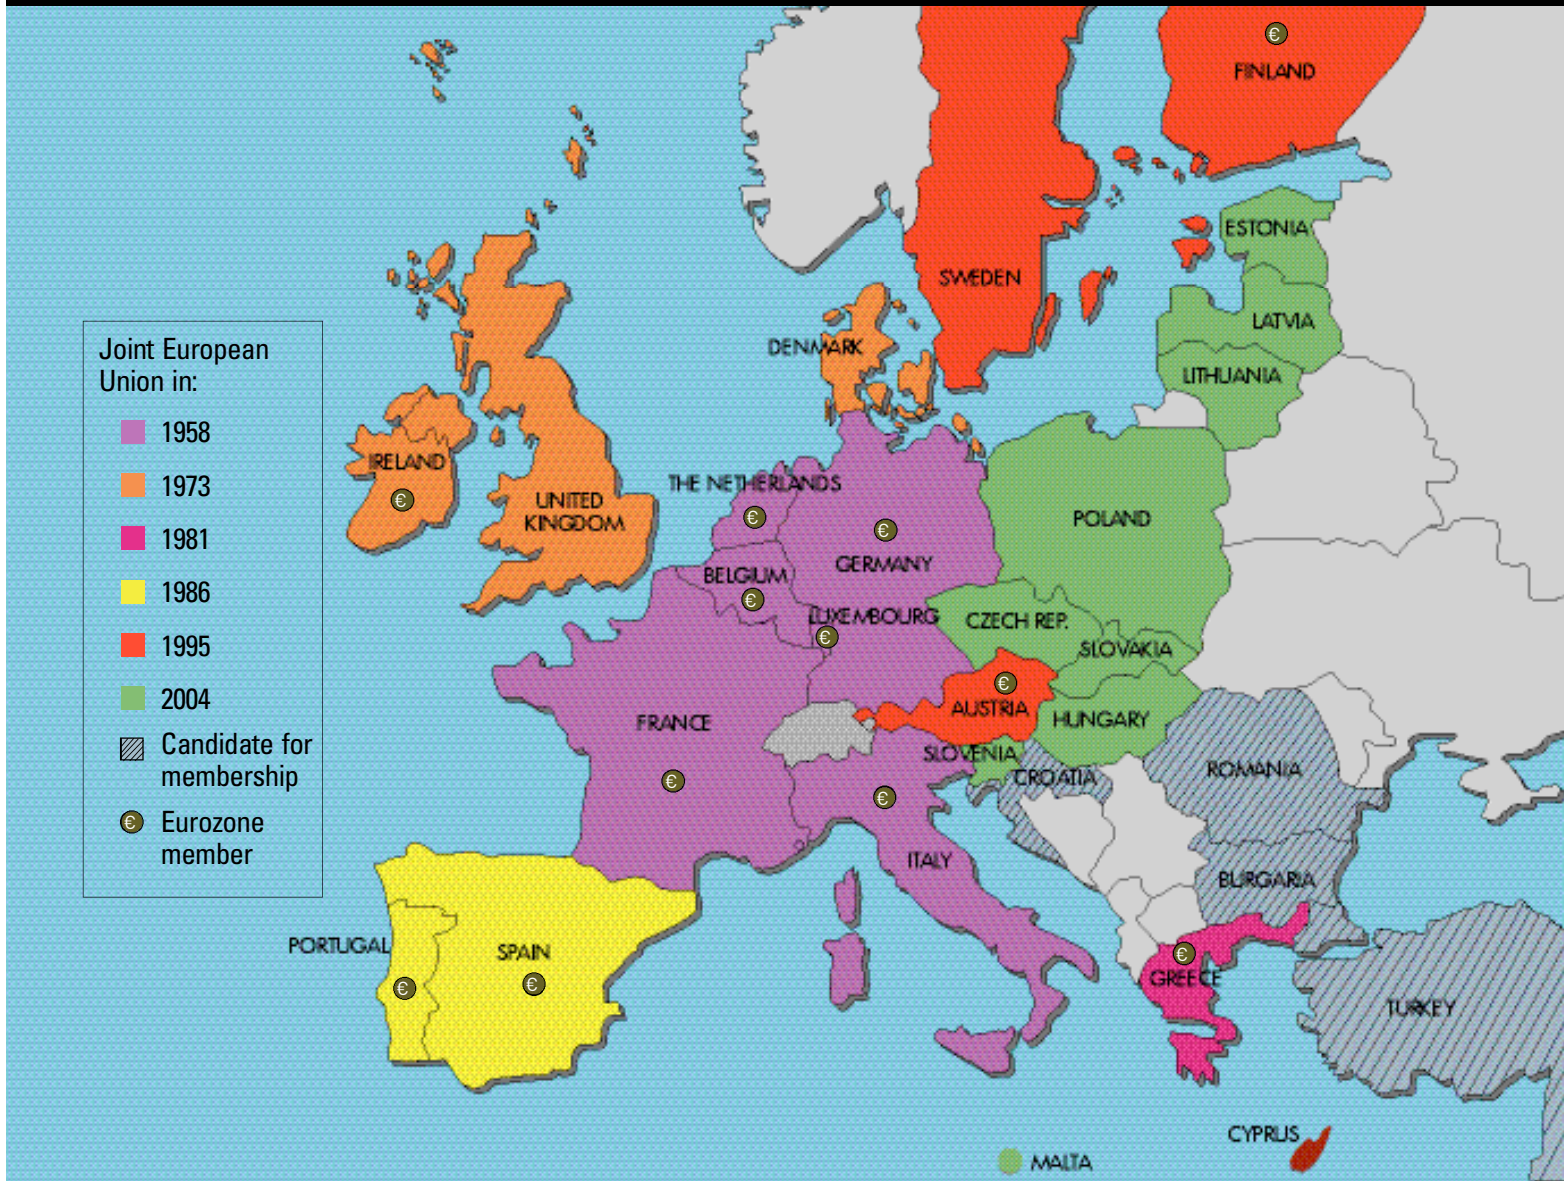 Joint European
Union in:
1958
1973
1981
1986
1995
2004
Candidate for
membership
€ Eurozone
member
€
FINLAND
ESTONIA
SWEDEN
LATVIA
DENMARK
LITHUANIA
IRELAND
€
UNITED
KINGDOM
THE NETHERLANDS
€
€
GERMANY
POLAND
BELGIUM
€
LUXEMBOURG
€
CZECH REP.
SLOVAKIA
€
AUSTRIA
HUNGARY
FRANCE
€
SLOVENIA
CROATIA
ROMANIA
€
ITALY
BURGARIA
PORTUGAL
€
SPAIN
€
€
GREECE
TURKEY
CYPRUS
MALTA